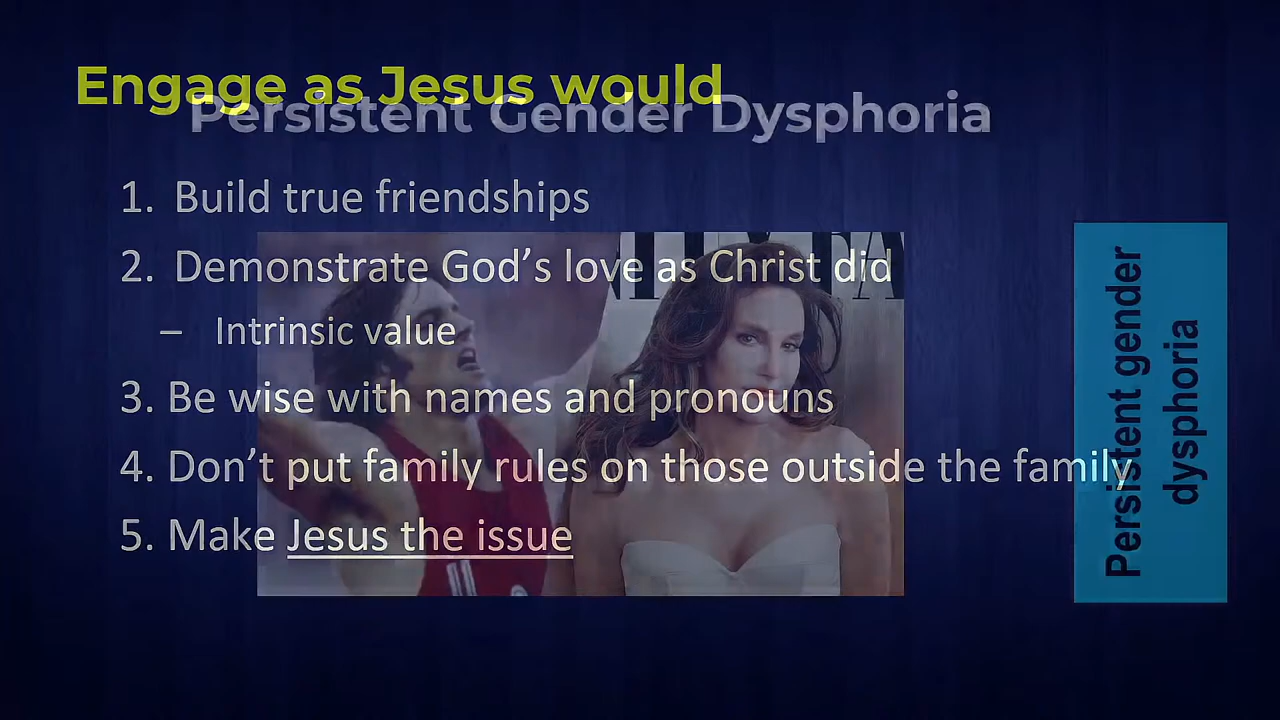 Engage as Jesus would
Persistent Gender Dysphoria
1. Build true friendships
2. Demonstrate God’s love as Christ did
– Intrinsic value
3. Be wise with names and pronouns
4. Don’t put family rules on those outside the family
5. Make Jesus the issue
Persistent gender
dysphoria